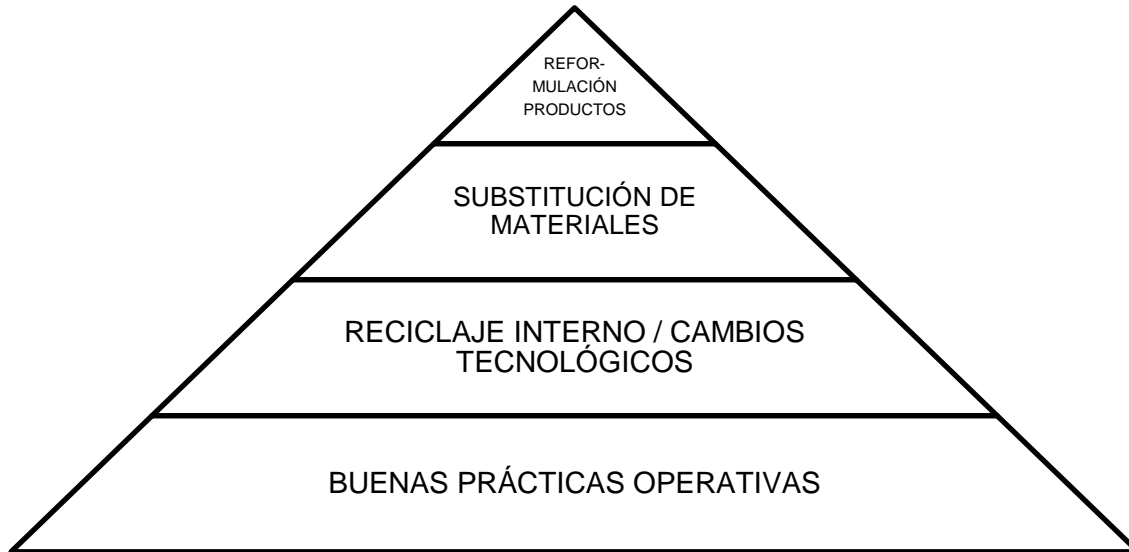 REFOR-
MULACIÓN
PRODUCTOS
SUBSTITUCIÓN DE
MATERIALES
RECICLAJE INTERNO / CAMBIOS
TECNOLÓGICOS
BUENAS PRÁCTICAS OPERATIVAS